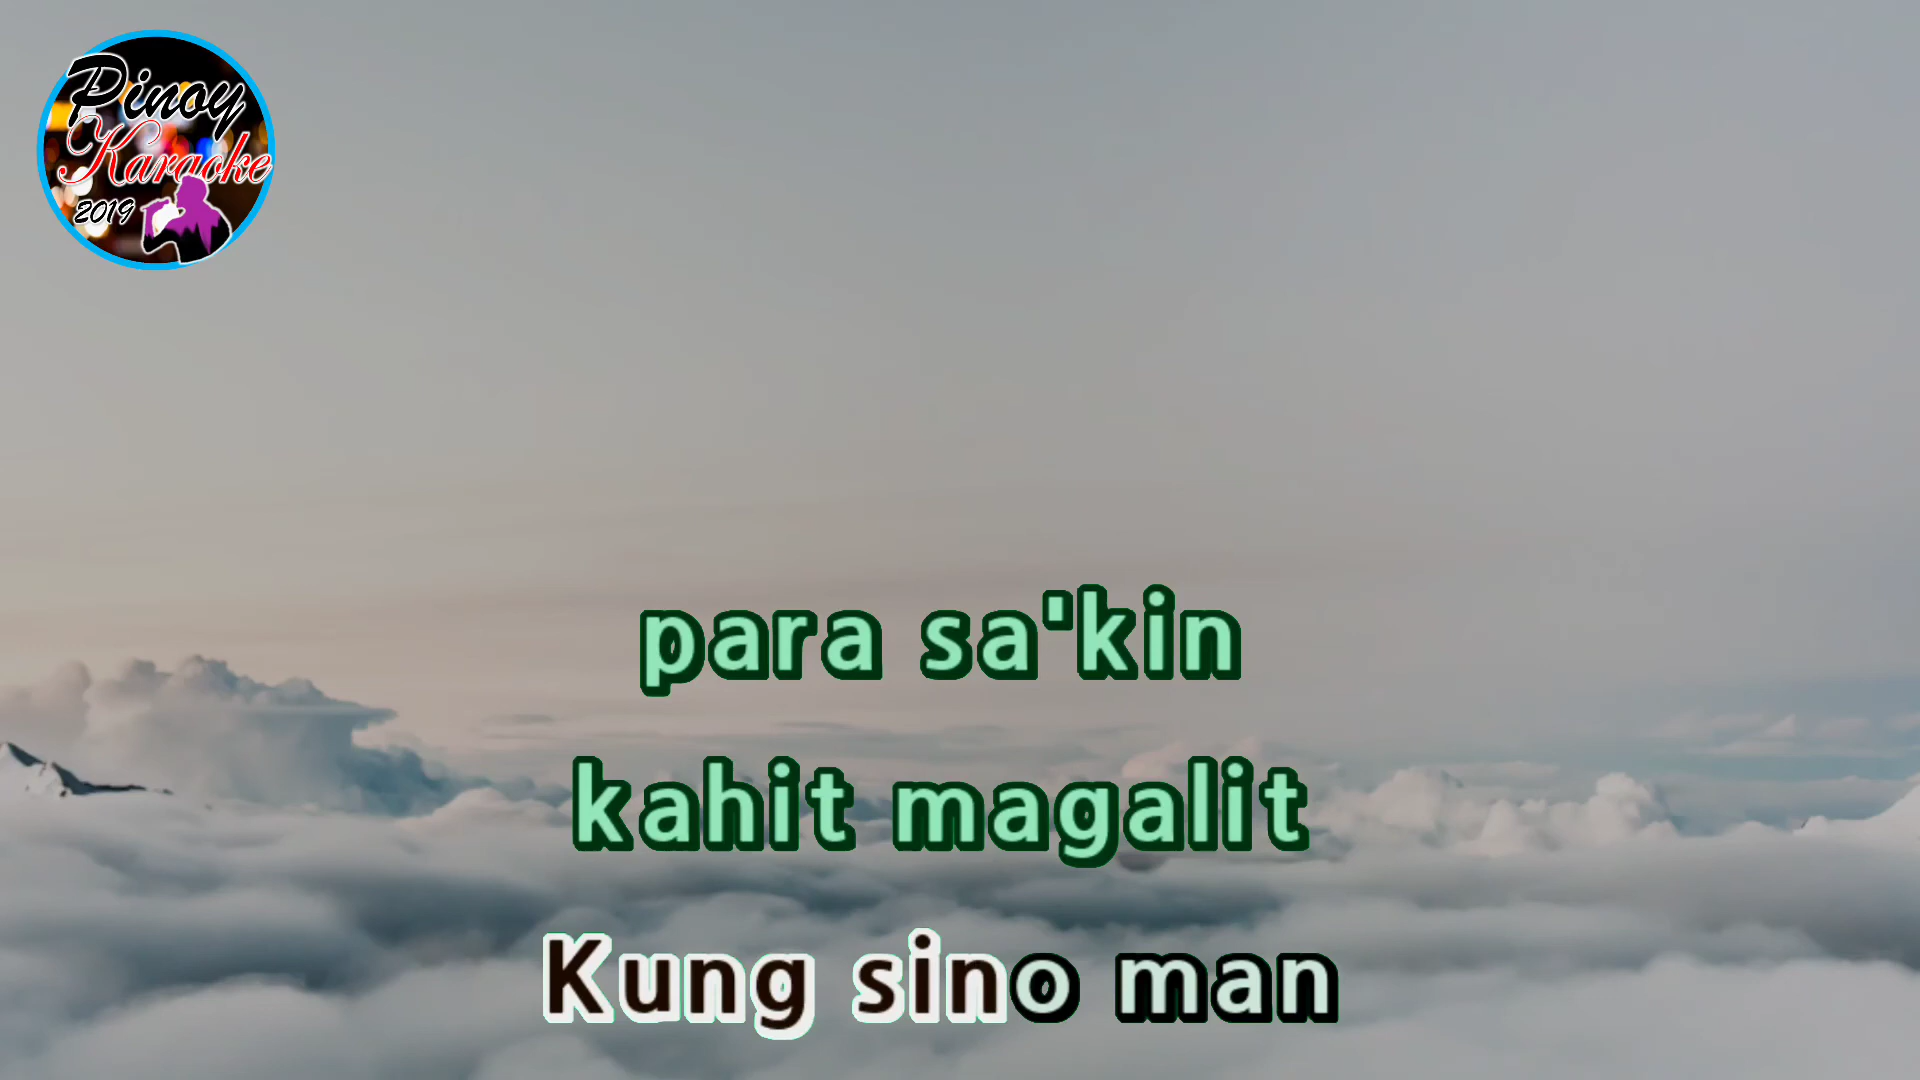 Pinoy
Karaoke
2019
para sa'kin
kahit magalit
Kung sino man